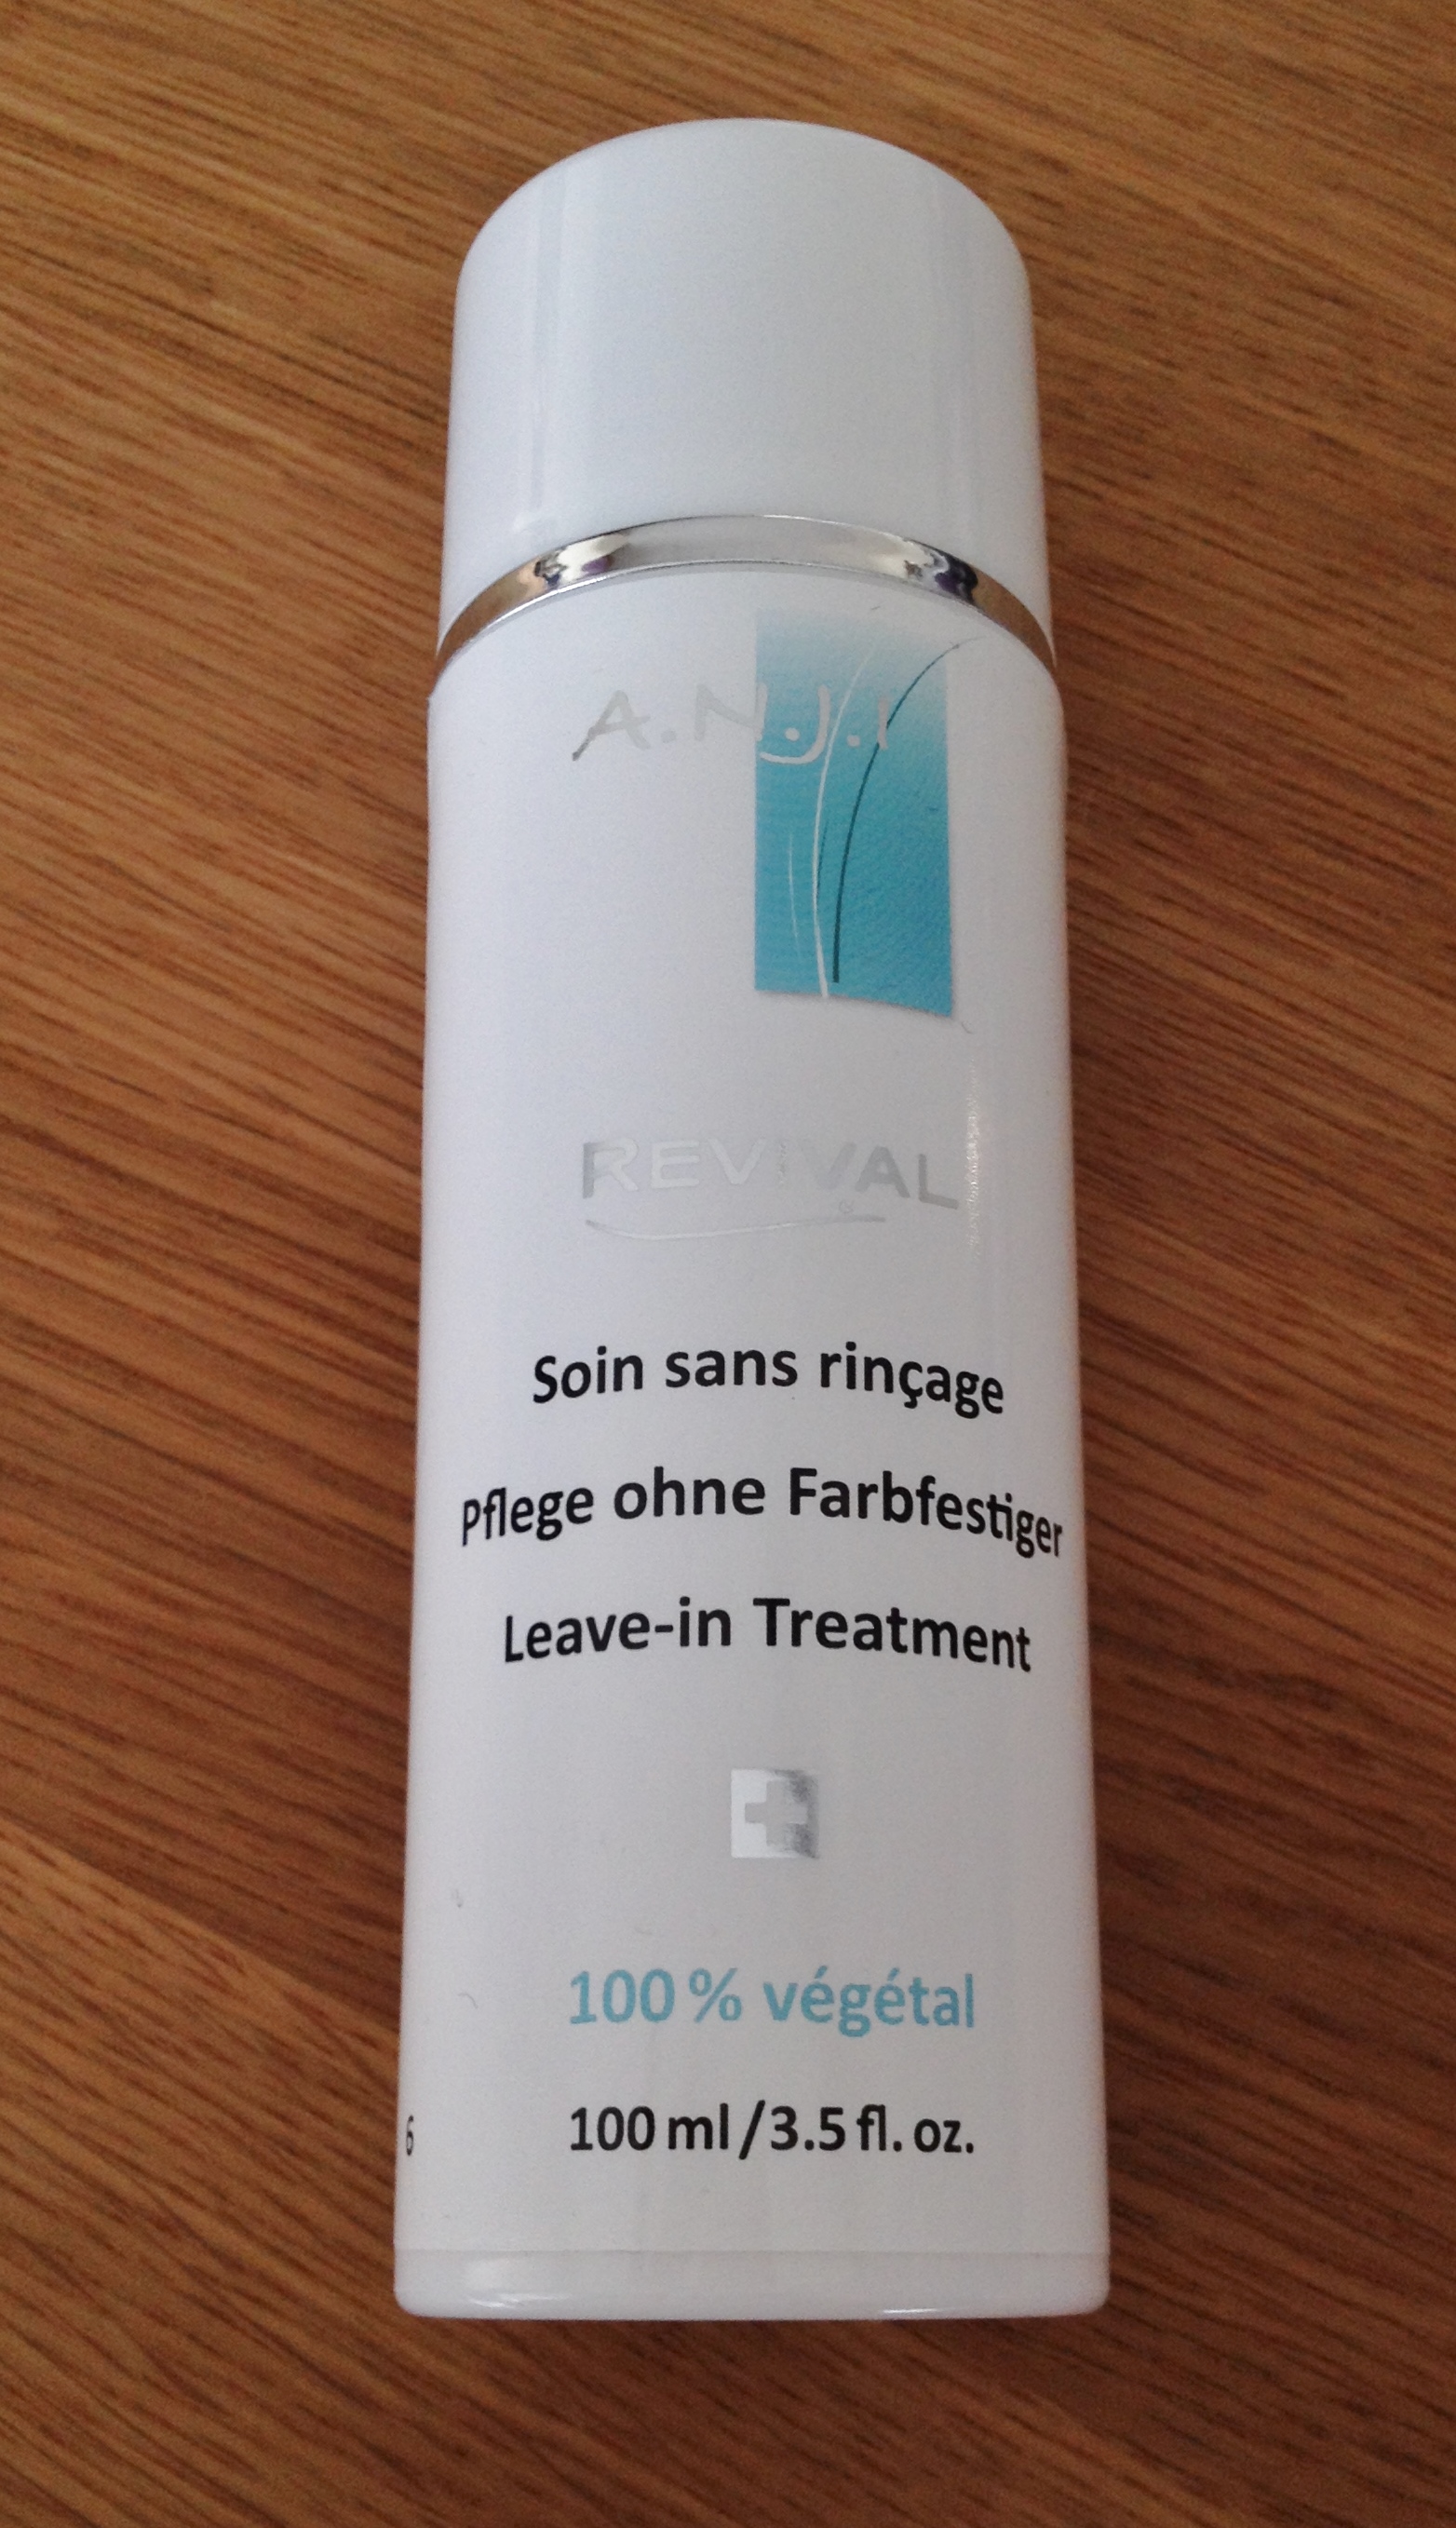 A.N.J.I
REVIVAL
Soin sans rinçage
Pflege ohne Farbfestiger
Leave-in Treatment
100 % végétal
6
100 ml / 3.5 fl. oz.